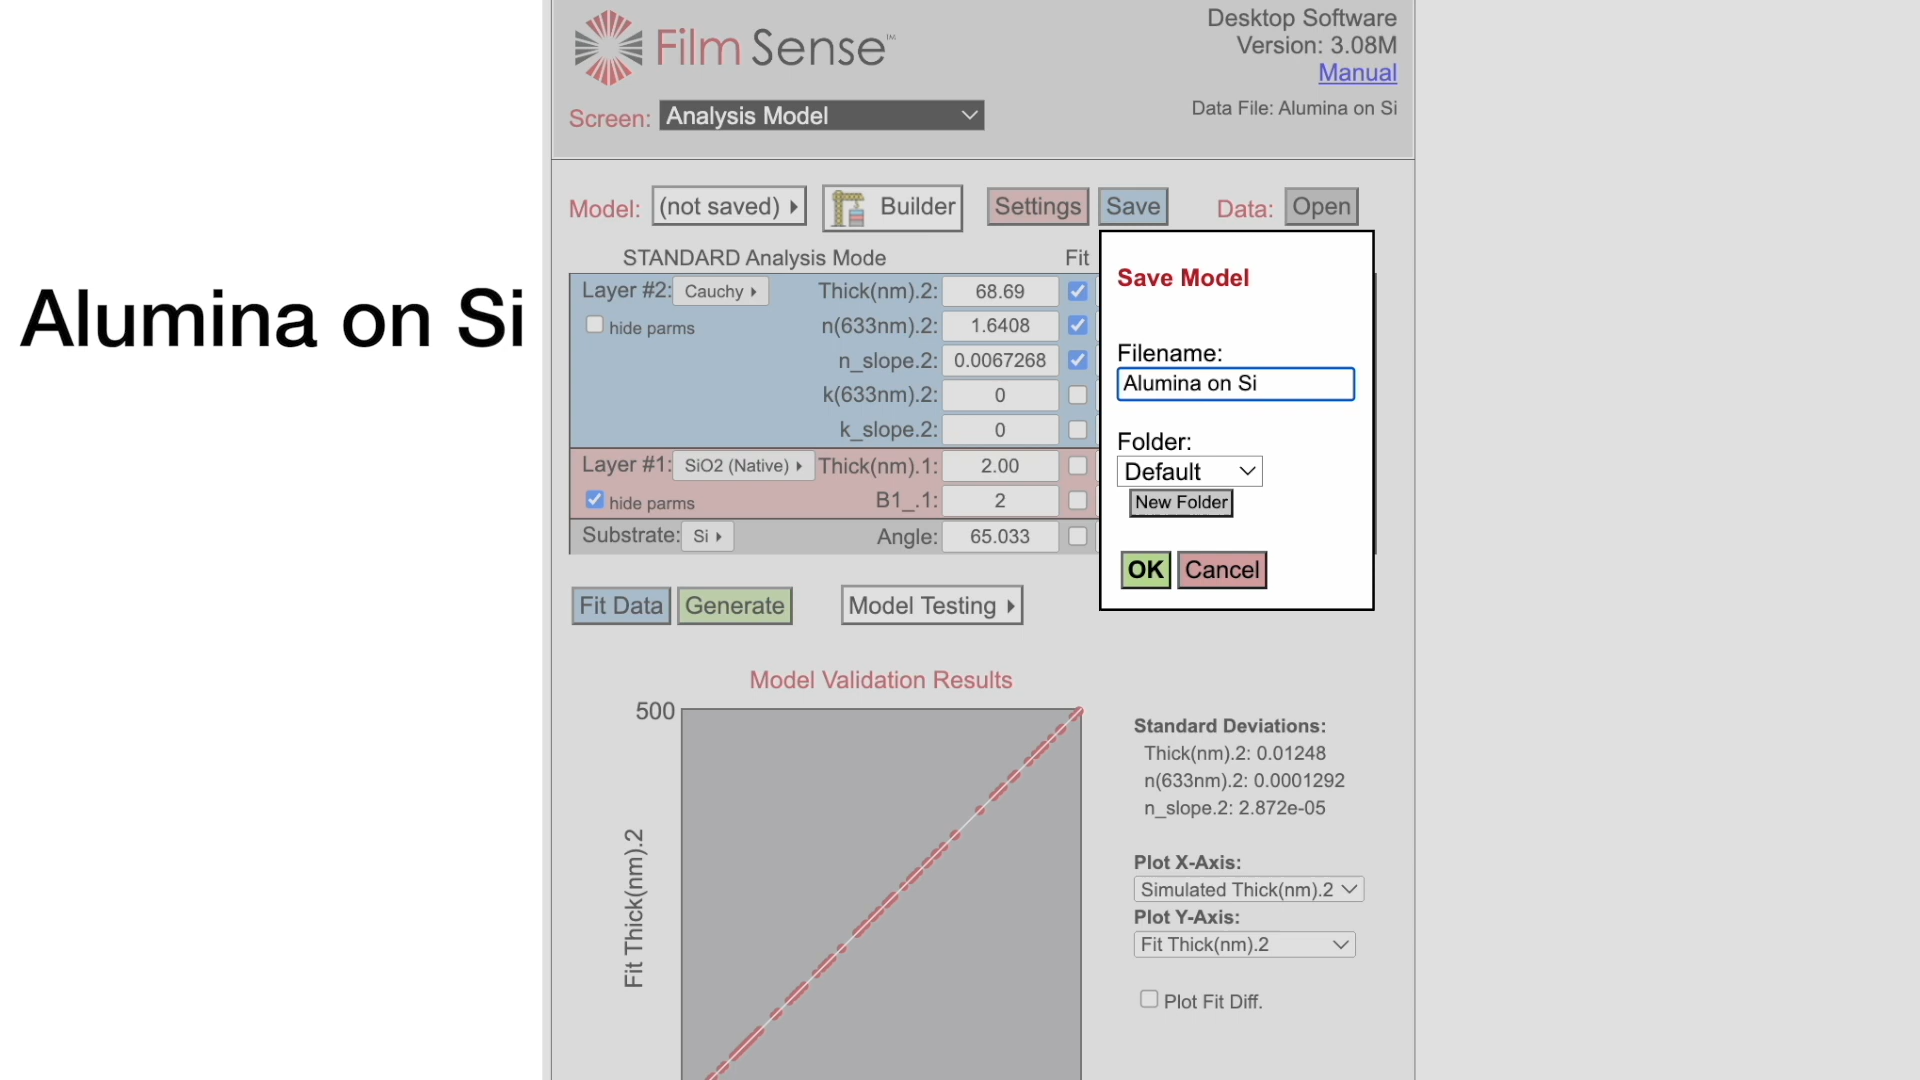 Alumina on Si
Film Sense™
Desktop Software
Version: 3.08M
Manual
Screen: Analysis Model
Data File: Alumina on Si
Model: (not saved) Builder Settings Save Data: Open
STANDARD Analysis Mode Fit
Layer #2: Cauchy Thick(nm).2: 68.69
hide parms n(633nm).2: 1.6408
n_slope.2: 0.0067268
k(633nm).2: 0
k_slope.2: 0
Layer #1: SiO2 (Native) Thick(nm).1: 2.00
hide parms B1_.1: 2
Substrate: Si Angle: 65.033
Save Model
Filename:
Alumina on Si
Folder:
Default
New Folder
OK Cancel
Fit Data Generate Model Testing
Model Validation Results
500
Fit Thick(nm).2
Standard Deviations:
Thick(nm).2: 0.01248
n(633nm).2: 0.0001292
n_slope.2: 2.872e-05
Plot X-Axis:
Simulated Thick(nm).2
Plot Y-Axis:
Fit Thick(nm).2
Plot Fit Diff.